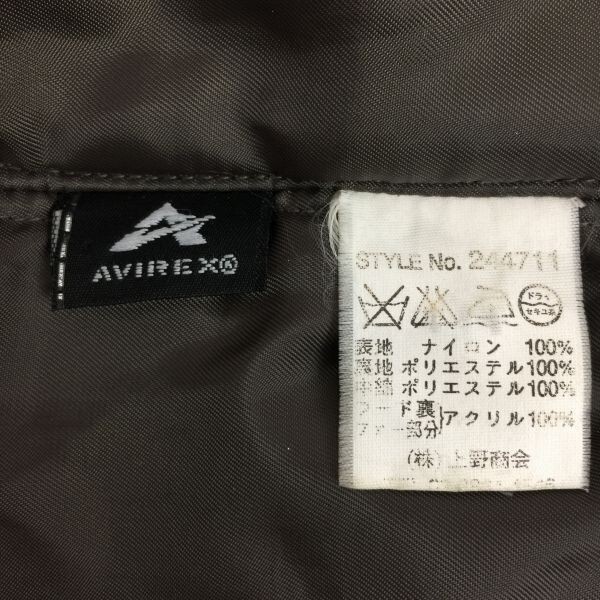 AVIREX®
STYLE No. 244711
ドライ
セキユ系
表地 ナイロン 100%
裏地 ポリエステル100%
中綿 ポリエステル100%
フード裏
ファー部分}アクリル100%
(株)上野商会